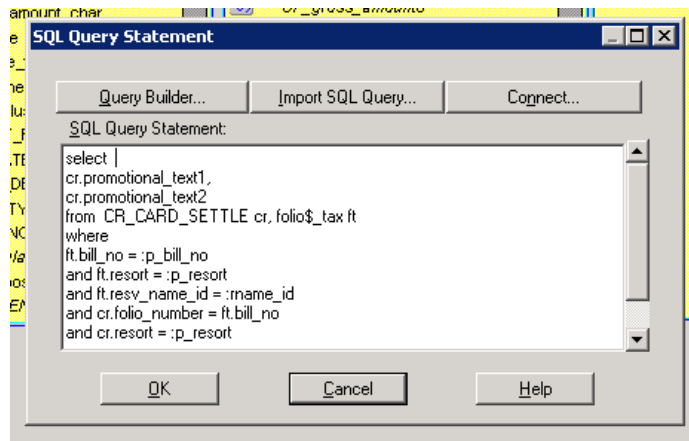 amount_char
cr_gross_amounts
SQL Query Statement
Query Builder... Import SQL Query... Connect...
SQL Query Statement:
select
cr.promotional_text1,
cr.promotional_text2
from CR_CARD_SETTLE cr, folio$_tax ft
where
ft.bill_no = :p_bill_no
and ft.resort = :p_resort
and ft.resv_name_id = :rname_id
and cr.folio_number = ft.bill_no
and cr.resort = :p_resort
OK Cancel Help